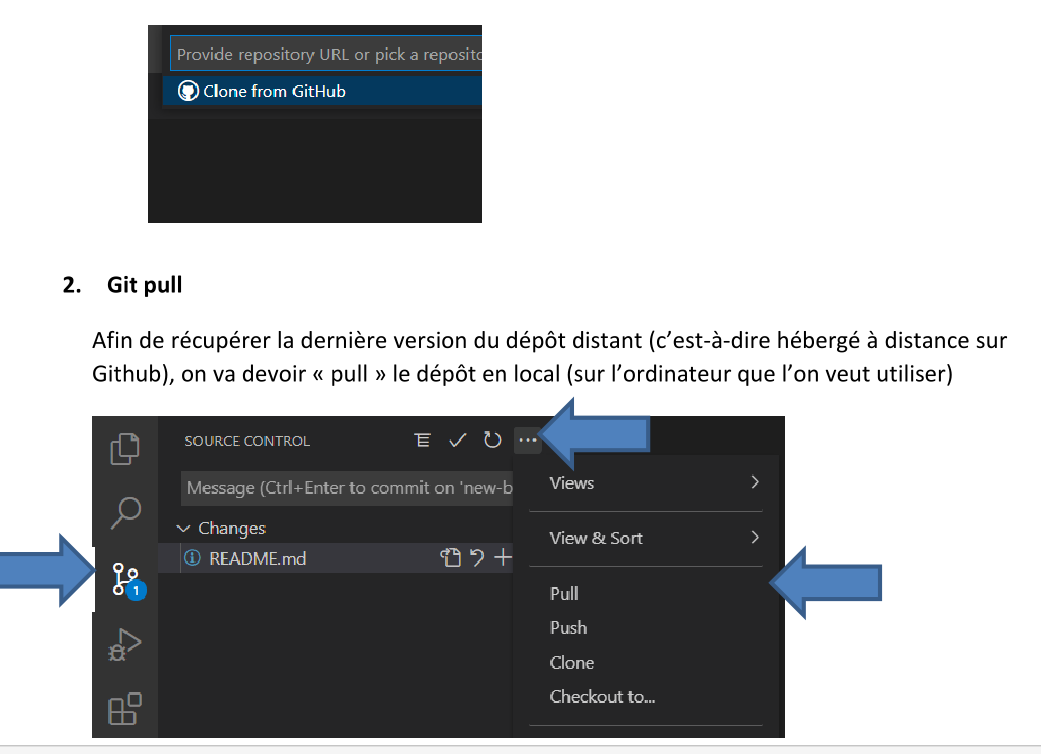 Provide repository URL or pick a reposito
Clone from GitHub
2. Git pull
Afin de récupérer la dernière version du dépôt distant (c’est-à-dire hébergé à distance sur
Github), on va devoir « pull » le dépôt en local (sur l’ordinateur que l’on veut utiliser)
SOURCE CONTROL
Message (Ctrl+Enter to commit on 'new-b
Changes
README.md
1
Views
View & Sort
Pull
Push
Clone
Checkout to...